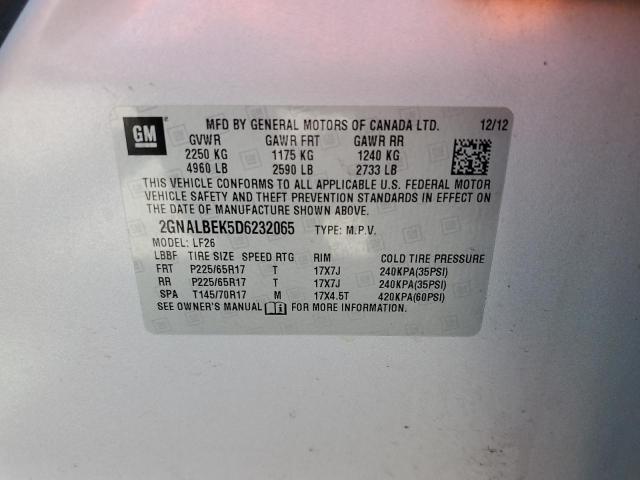 GM
MFD BY GENERAL MOTORS OF CANADA LTD. 12/12
GVWR GAWR FRT GAWR RR
2250 KG 1175 KG 1240 KG
4960 LB 2590 LB 2733 LB
THIS VEHICLE CONFORMS TO ALL APPLICABLE U.S. FEDERAL MOTOR
VEHICLE SAFETY AND THEFT PREVENTION STANDARDS IN EFFECT ON
THE DATE OF MANUFACTURE SHOWN ABOVE.
2GNALBEK5D6232065 TYPE: M.P.V.
MODEL: LF26
LBBF TIRE SIZE SPEED RTG RIM COLD TIRE PRESSURE
FRT P225/65R17 T 17X7J 240KPA(35PSI)
RR P225/65R17 T 17X7J 240KPA(35PSI)
SPA T145/70R17 M 17X4.5T 420KPA(60PSI)
SEE OWNER'S MANUAL FOR MORE INFORMATION.